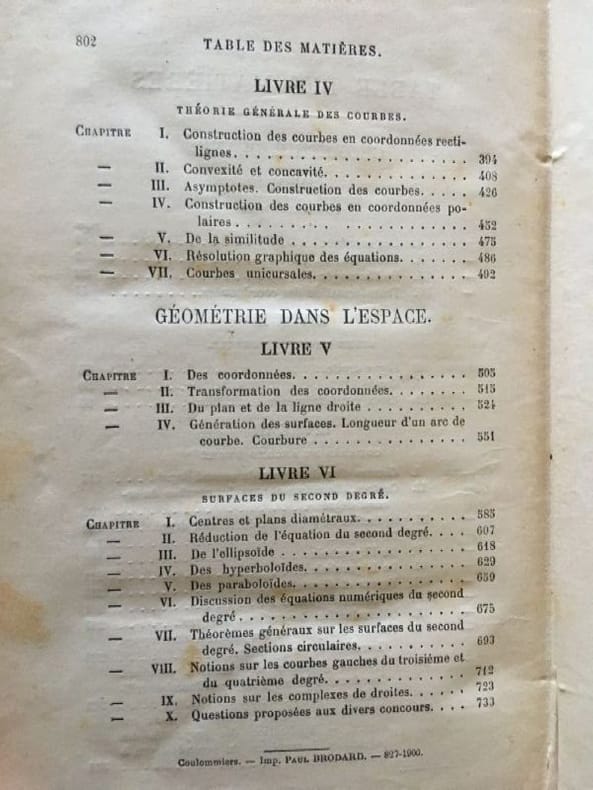 802 TABLE DES MATIÈRES.
LIVRE IV
THÉORIE GÉNÉRALE DES COURBES.
CHAPITRE I. Construction des courbes en coordonnées recti-
lignes. . . . . . . . . . . . . . . . . . . . . . 394
— II. Convexité et concavité. . . . . . . . . . . . . . 408
— III. Asymptotes. Construction des courbes. . . . . 426
— IV. Construction des courbes en coordonnées po-
laires . . . . . . . . . . . . . . . . . . . . . . 452
— V. De la similitude . . . . . . . . . . . . . . . . . 475
— VI. Résolution graphique des équations. . . . . . . 486
— VII. Courbes unicursales. . . . . . . . . . . . . . . 492
GÉOMÉTRIE DANS L'ESPACE.
LIVRE V
CHAPITRE I. Des coordonnées. . . . . . . . . . . . . . . . . 505
— II. Transformation des coordonnées. . . . . . . . 515
— III. Du plan et de la ligne droite . . . . . . . . . . 524
— IV. Génération des surfaces. Longueur d'un arc de
courbe. Courbure . . . . . . . . . . . . . . . 551
LIVRE VI
SURFACES DU SECOND DEGRÉ.
CHAPITRE I. Centres et plans diamétraux. . . . . . . . . . . 585
— II. Réduction de l'équation du second degré. . . . 607
— III. De l'ellipsoïde . . . . . . . . . . . . . . . . . . 618
— IV. Des hyperboloïdes. . . . . . . . . . . . . . . . 629
— V. Des paraboloïdes. . . . . . . . . . . . . . . . . 659
— VI. Discussion des équations numériques du second
degré . . . . . . . . . . . . . . . . . . . . . . 675
— VII. Théorèmes généraux sur les surfaces du second
degré. Sections circulaires. . . . . . . . . . . 693
— VIII. Notions sur les courbes gauches du troisième et
du quatrième degré. . . . . . . . . . . . . . 712
— IX. Notions sur les complexes de droites. . . . . . 723
— X. Questions proposées aux divers concours. . . . 733
Coulommiers. — Imp. PAUL BRODARD. — 827-1900.